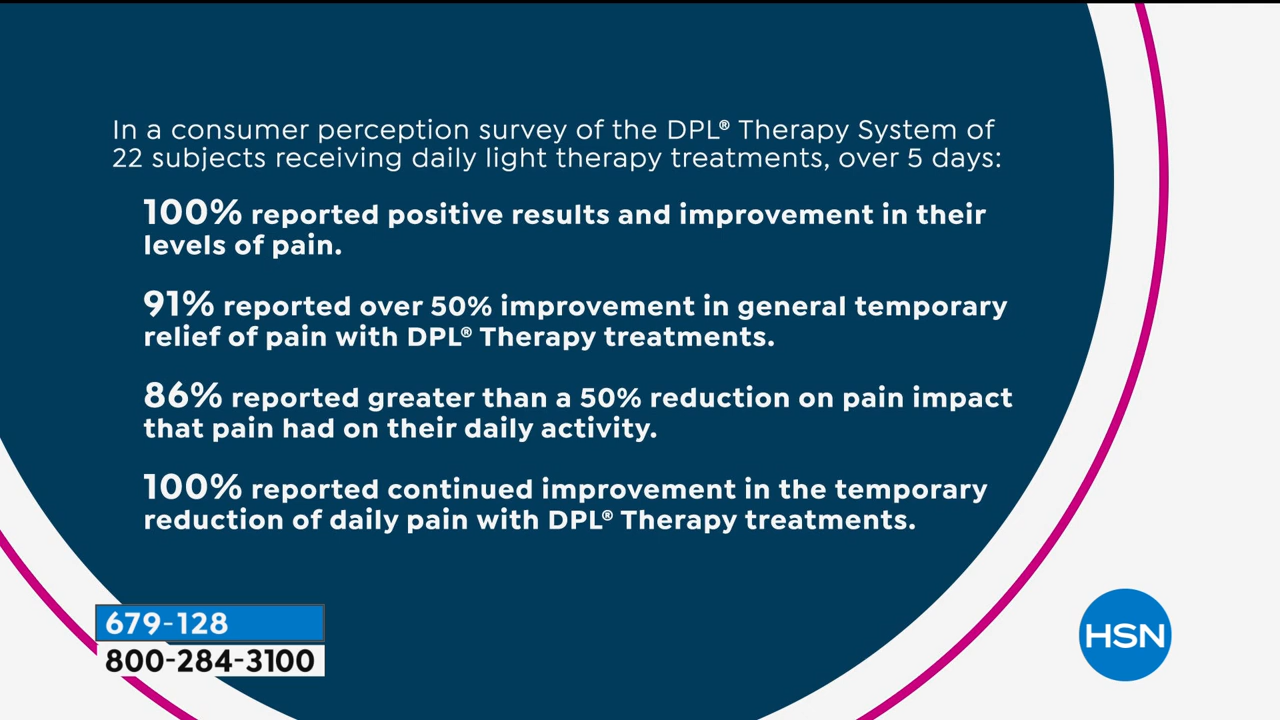 In a consumer perception survey of the DPL® Therapy System of
22 subjects receiving daily light therapy treatments, over 5 days:
100% reported positive results and improvement in their
levels of pain.
91% reported over 50% improvement in general temporary
relief of pain with DPL® Therapy treatments.
86% reported greater than a 50% reduction on pain impact
that pain had on their daily activity.
100% reported continued improvement in the temporary
reduction of daily pain with DPL® Therapy treatments.
679-128
800-284-3100
HSN